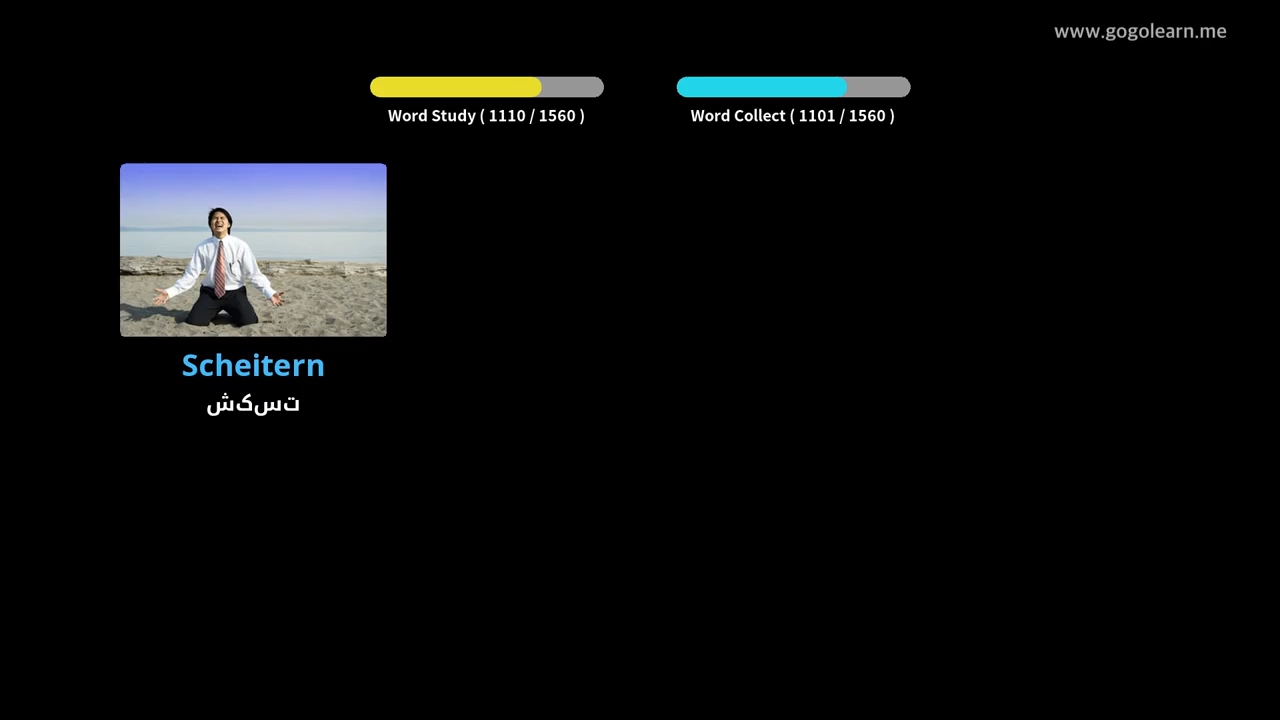 www.gogolearn.me
Word Study ( 1110 / 1560 )
Word Collect ( 1101 / 1560 )
Scheitern
تسکش